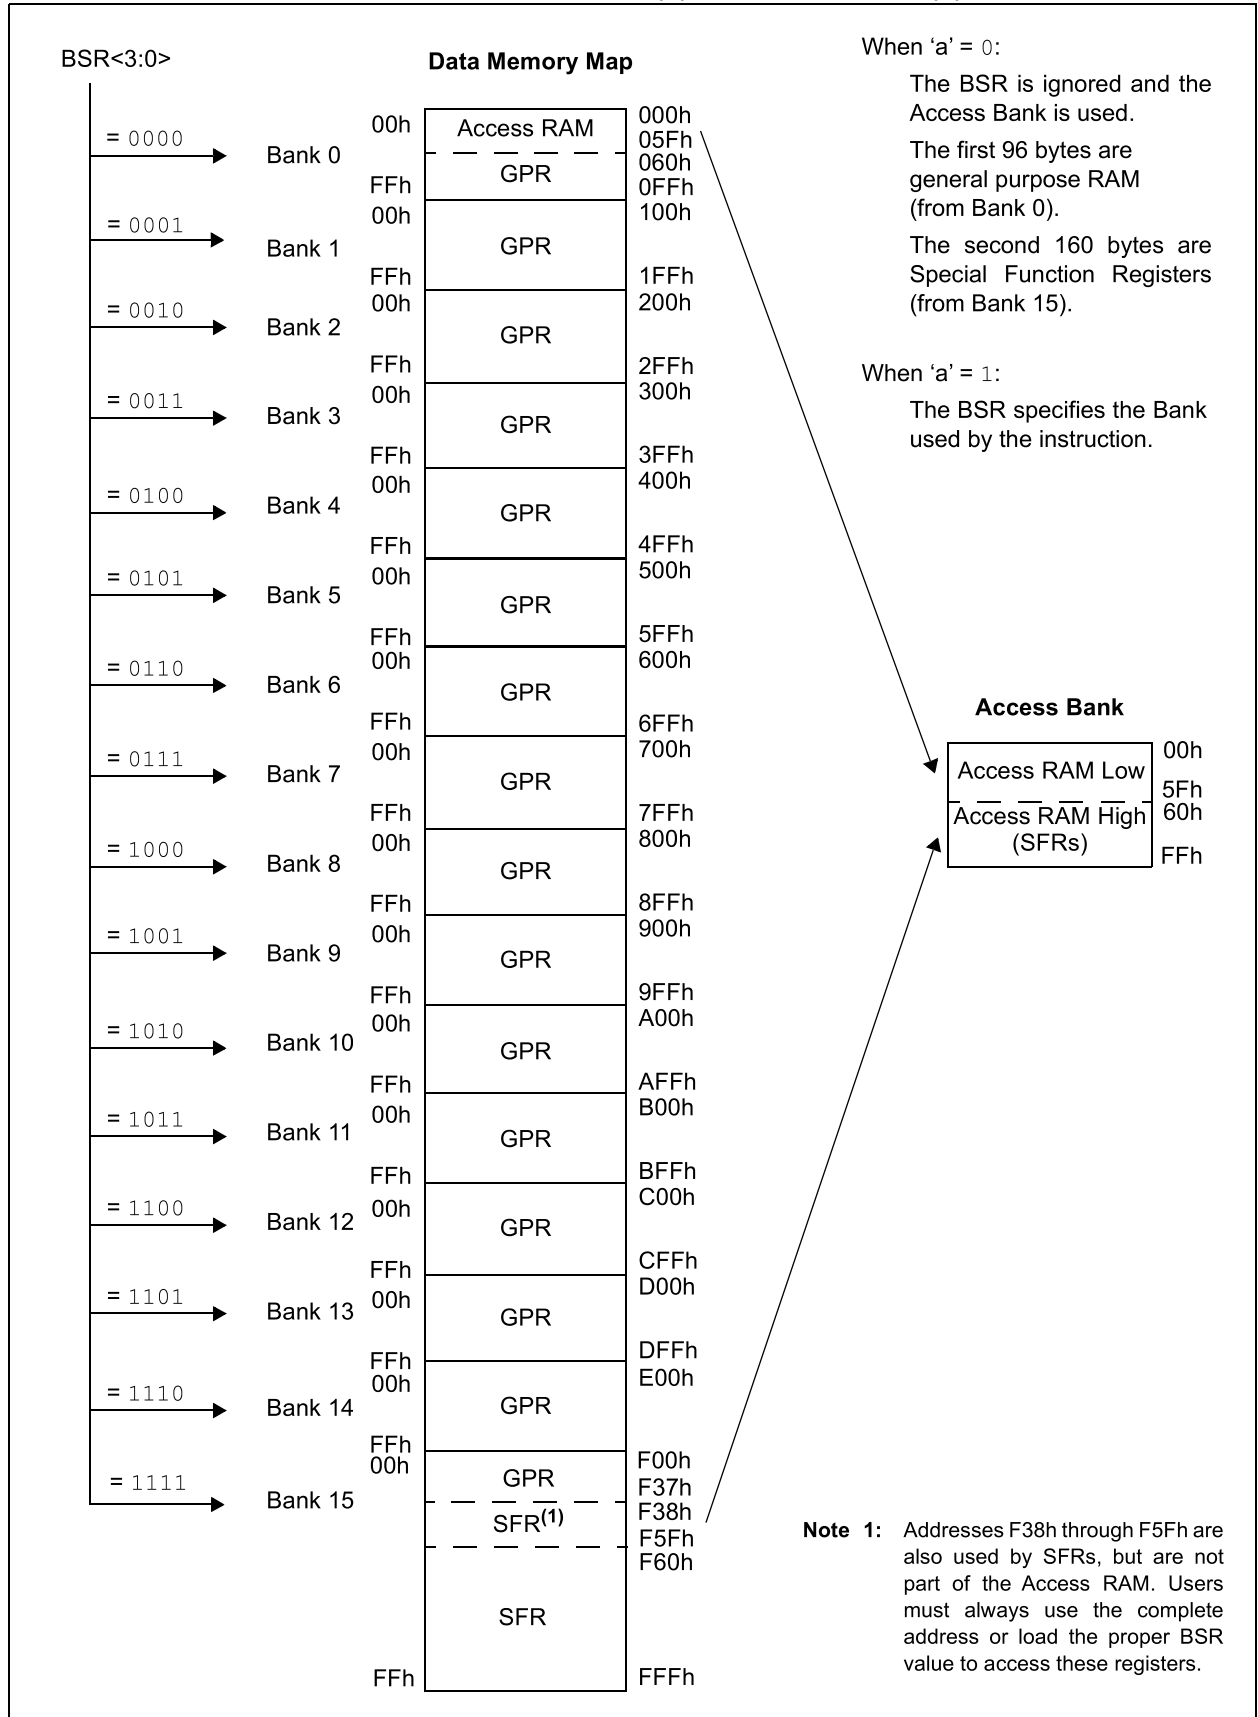 BSR<3:0>
Data Memory Map
When ‘a’ = 0:
The BSR is ignored and the
Access Bank is used.
The first 96 bytes are
general purpose RAM
(from Bank 0).
The second 160 bytes are
Special Function Registers
(from Bank 15).
When ‘a’ = 1:
The BSR specifies the Bank
used by the instruction.
= 0000
Bank 0
00h
Access RAM
000h
05Fh
GPR
060h
FFh
0FFh
= 0001
Bank 1
00h
GPR
100h
FFh
1FFh
= 0010
Bank 2
00h
GPR
200h
FFh
2FFh
= 0011
Bank 3
00h
GPR
300h
FFh
3FFh
= 0100
Bank 4
00h
GPR
400h
FFh
4FFh
= 0101
Bank 5
00h
GPR
500h
FFh
5FFh
= 0110
Bank 6
00h
GPR
600h
FFh
6FFh
= 0111
Bank 7
00h
GPR
700h
FFh
7FFh
= 1000
Bank 8
00h
GPR
800h
FFh
8FFh
= 1001
Bank 9
00h
GPR
900h
FFh
9FFh
= 1010
Bank 10
00h
GPR
A00h
FFh
AFFh
= 1011
Bank 11
00h
GPR
B00h
FFh
BFFh
= 1100
Bank 12
00h
GPR
C00h
FFh
CFFh
= 1101
Bank 13
00h
GPR
D00h
FFh
DFFh
= 1110
Bank 14
00h
GPR
E00h
FFh
= 1111
Bank 15
00h
GPR
F00h
F37h
SFR(1)
F38h
F5Fh
F60h
SFR
FFh
FFFh
Access Bank
Access RAM Low
00h
5Fh
Access RAM High
60h
(SFRs)
FFh
Note 1: Addresses F38h through F5Fh are
also used by SFRs, but are not
part of the Access RAM. Users
must always use the complete
address or load the proper BSR
value to access these registers.